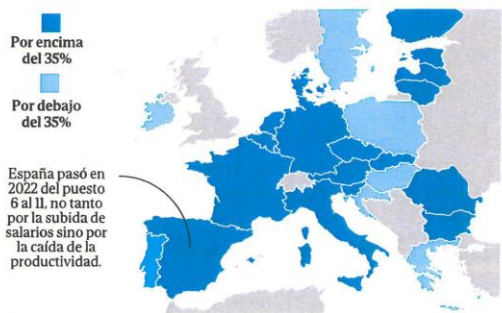 Por encima
del 35%
Por debajo
del 35%
España pasó en
2022 del puesto
6 al 11, no tanto
por la subida de
salarios sino por
la caída de la
productividad.